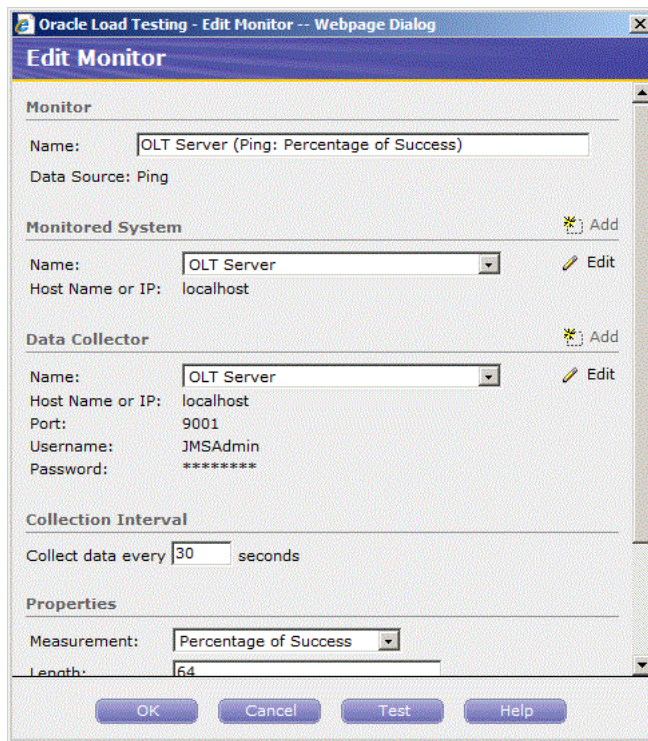 Oracle Load Testing - Edit Monitor -- Webpage Dialog
Edit Monitor
Monitor
Name: OLT Server (Ping: Percentage of Success)
Data Source: Ping
Monitored System Add
Name: OLT Server Edit
Host Name or IP: localhost
Data Collector Add
Name: OLT Server Edit
Host Name or IP: localhost
Port: 9001
Username: JMSAdmin
Password: ********
Collection Interval
Collect data every 30 seconds
Properties
Measurement: Percentage of Success
Length: 64
OK Cancel Test Help